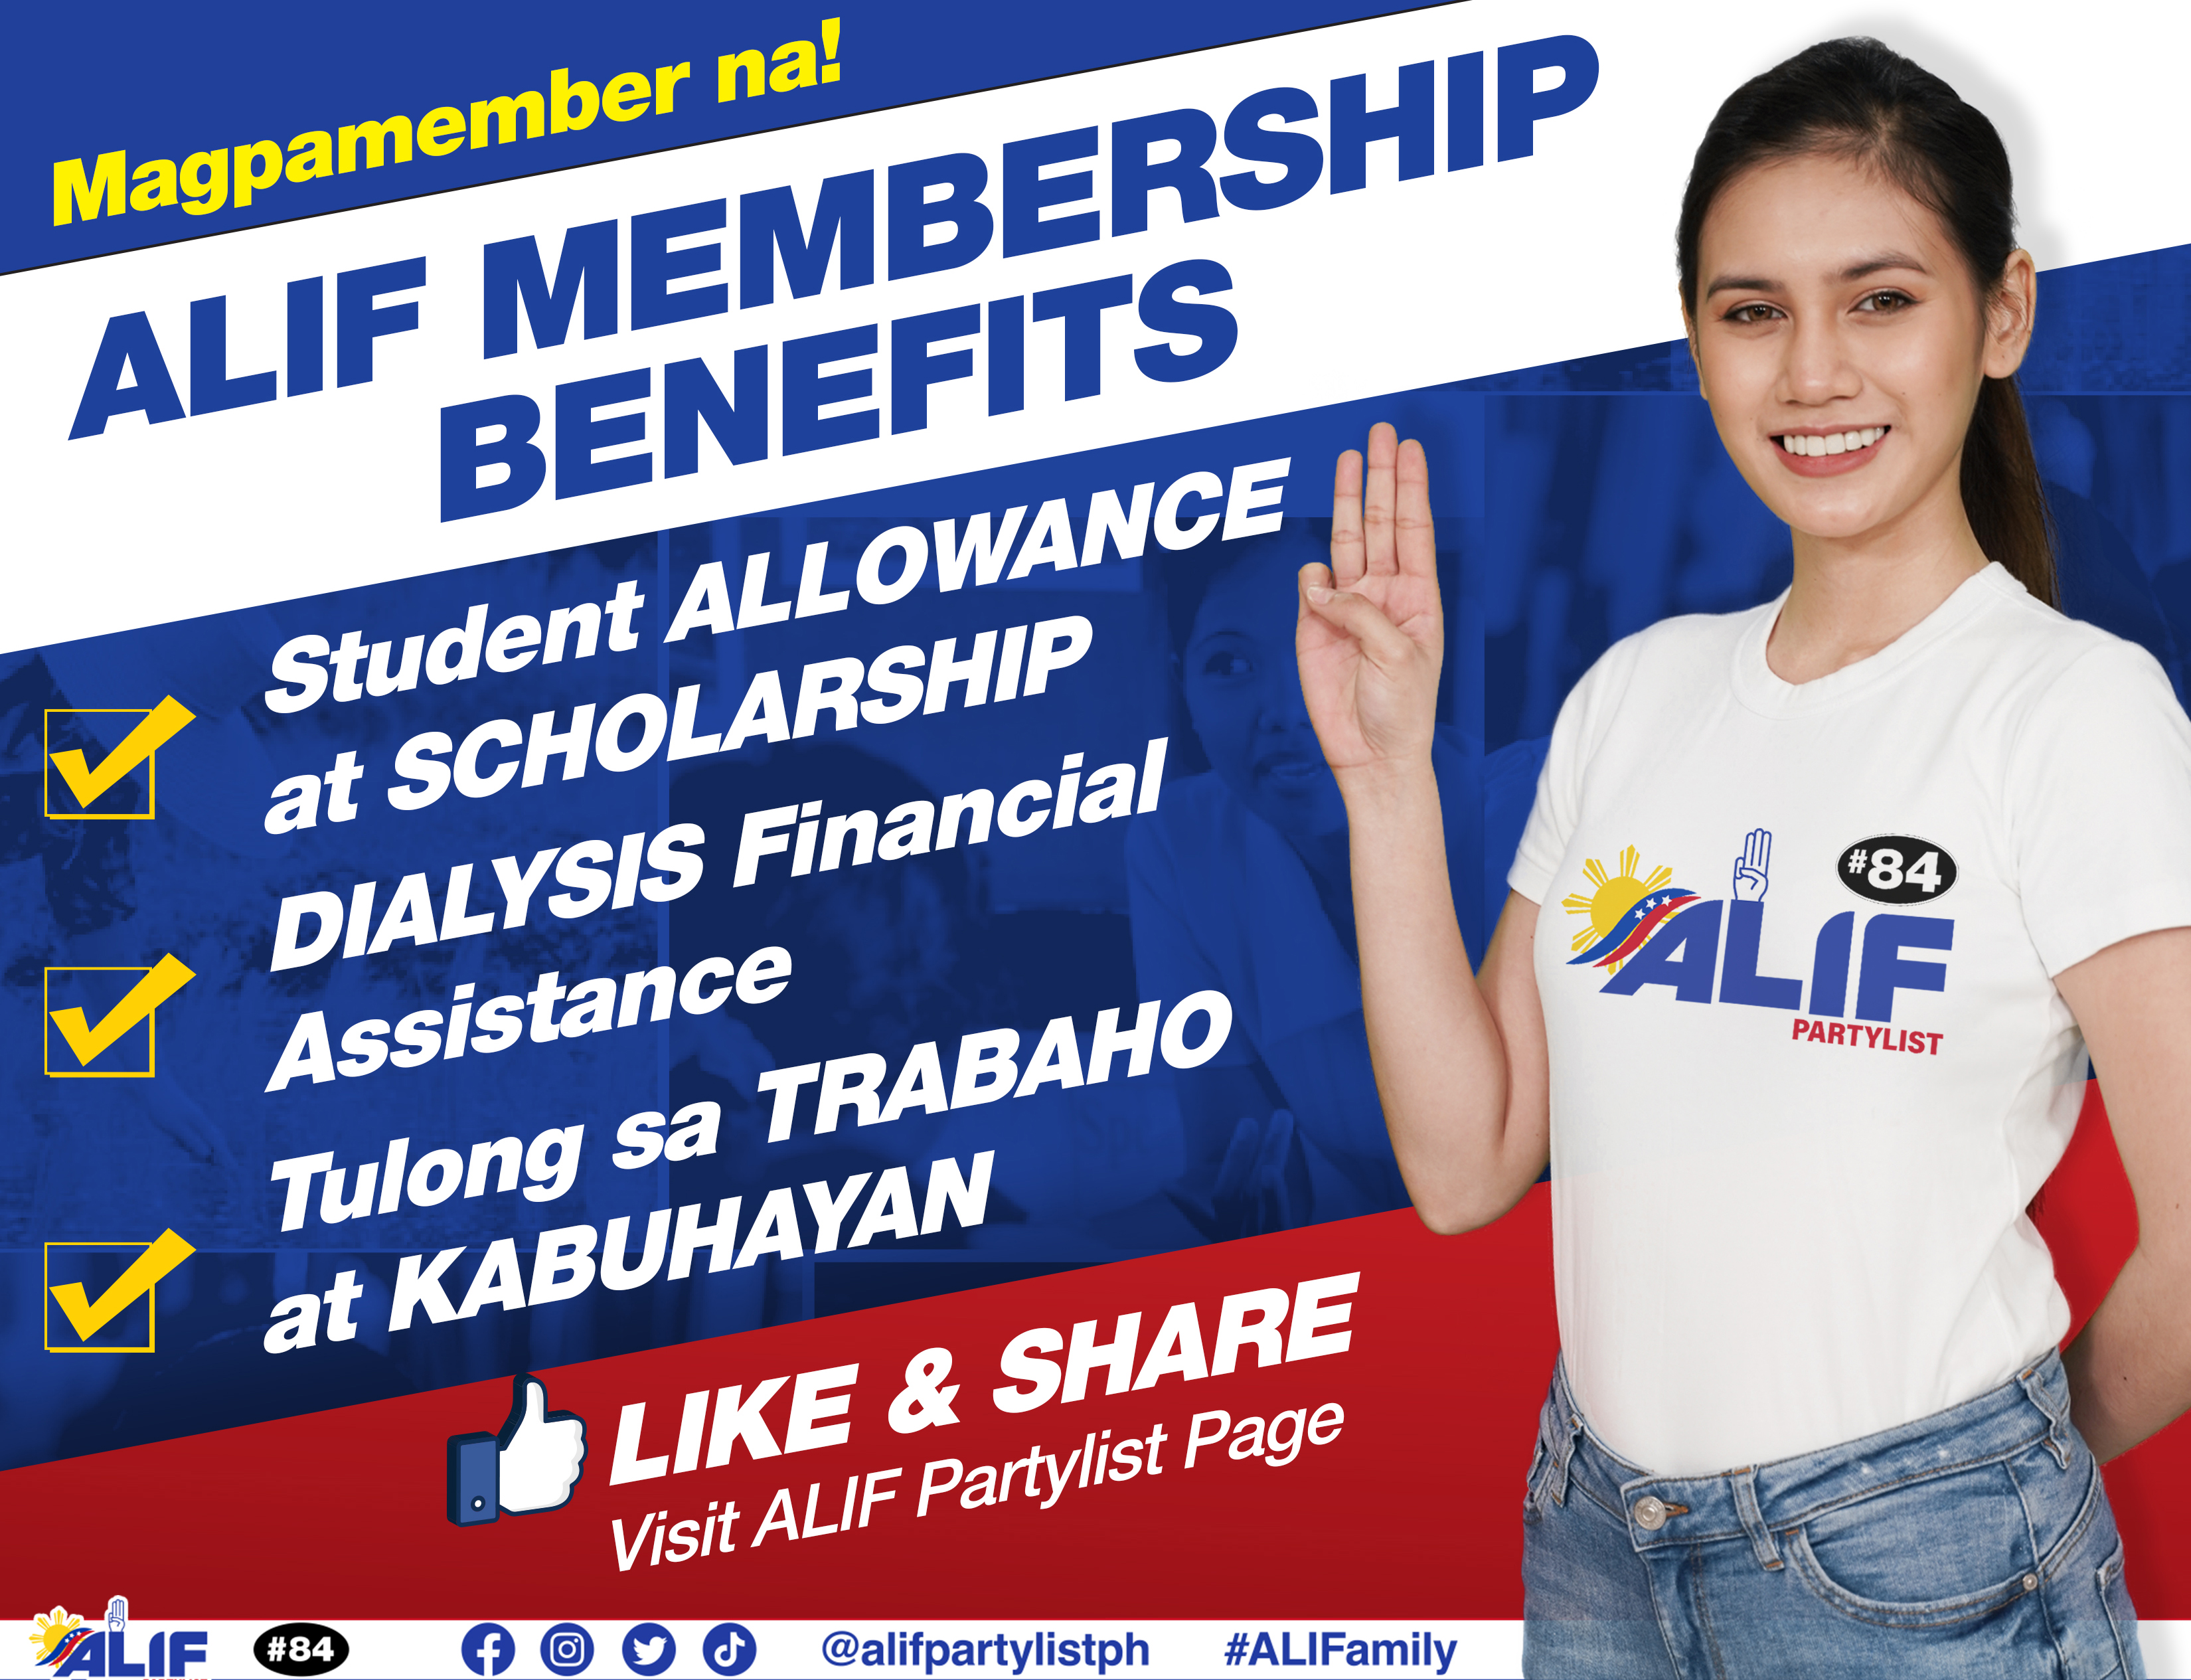 Magpamember na!
ALIF MEMBERSHIP
BENEFITS
Student ALLOWANCE
at SCHOLARSHIP
DIALYSIS Financial
Assistance
Tulong sa TRABAHO
at KABUHAYAN
LIKE & SHARE
Visit ALIF Partylist Page
#84
ALIF
PARTYLIST
ALIF #84 @alifpartylistph #ALIFamily